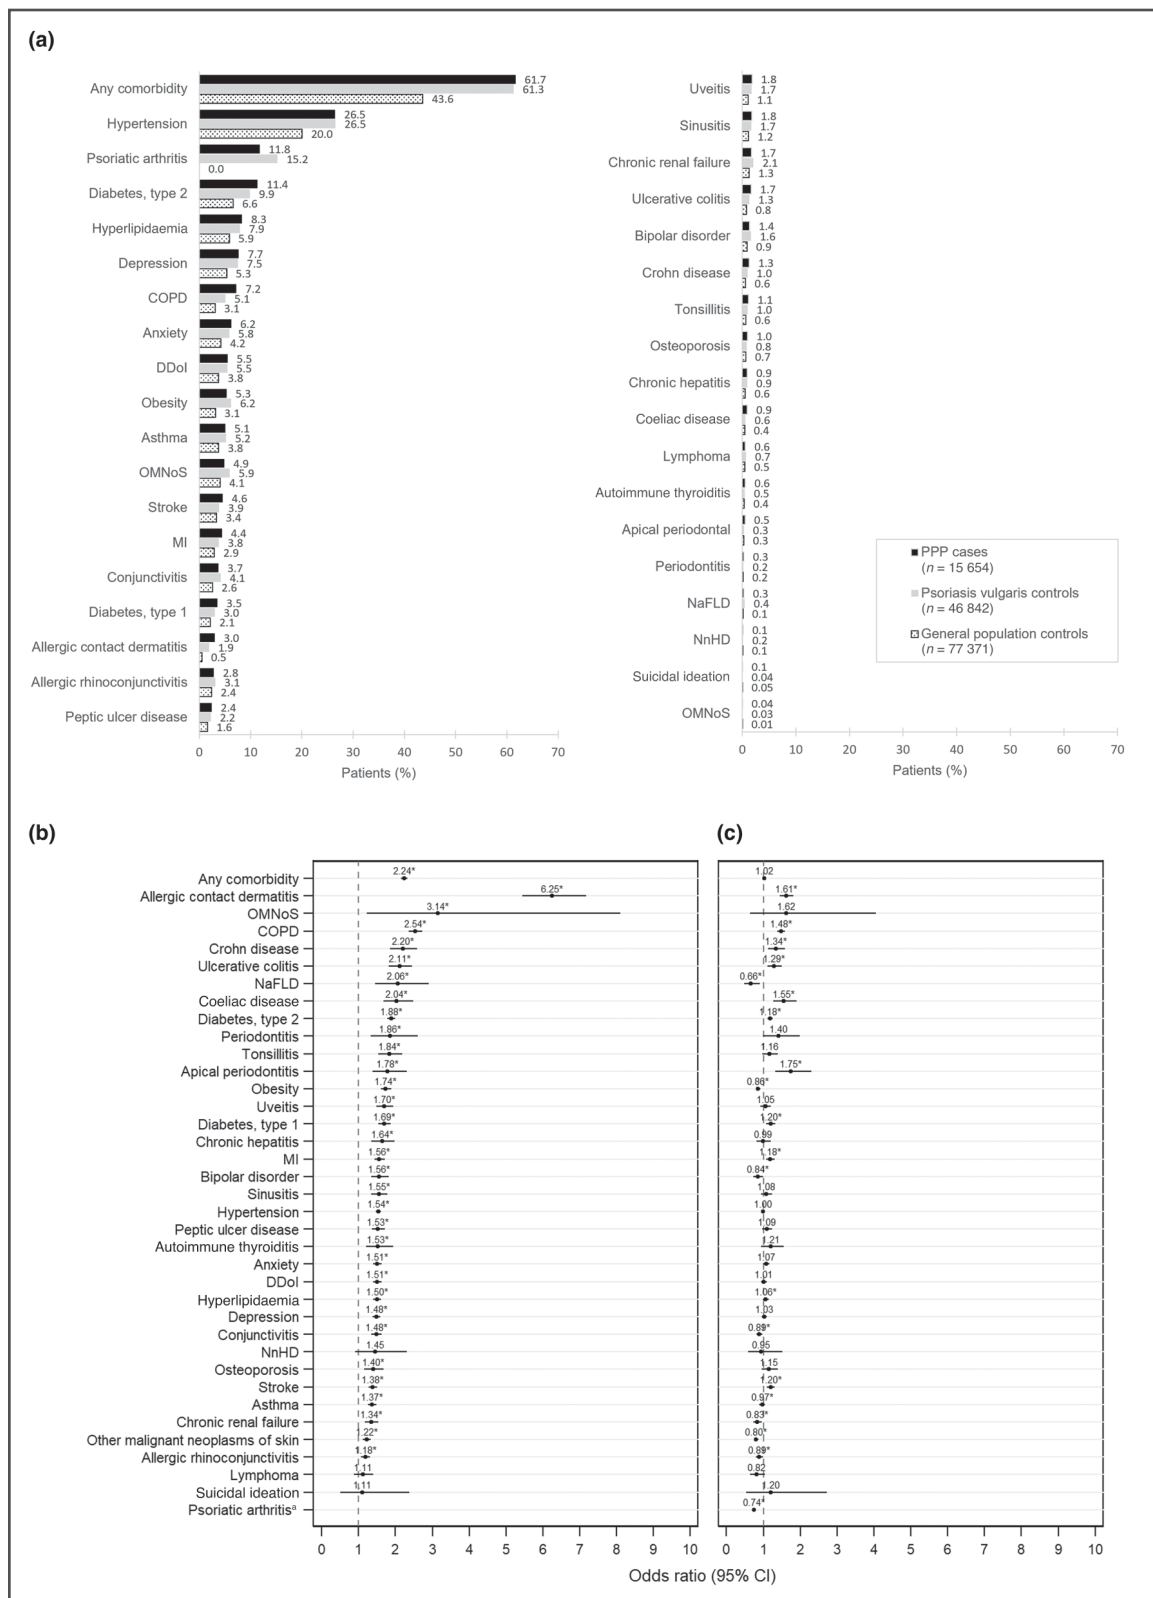 (a)
Any comorbidity 61.7 61.3 43.6
Hypertension 26.5 26.5 20.0
Psoriatic arthritis 11.8 15.2 0.0
Diabetes, type 2 11.4 9.9 6.6
Hyperlipidaemia 8.3 7.9 5.9
Depression 7.7 7.5 5.3
COPD 7.2 5.1 3.1
Anxiety 6.2 5.8 4.2
DDoI 5.5 5.5 3.8
Obesity 5.3 6.2 3.1
Asthma 5.1 5.2 3.8
OMNoS 4.9 5.9 4.1
Stroke 4.6 3.9 3.4
MI 4.4 3.8 2.9
Conjunctivitis 3.7 4.1 2.6
Diabetes, type 1 3.5 3.0 2.1
Allergic contact dermatitis 3.0 1.9 0.5
Allergic rhinoconjunctivitis 2.8 3.1 2.4
Peptic ulcer disease 2.4 2.2 1.6
0 10 20 30 40 50 60 70
Patients (%)
Uveitis 1.8 1.7 1.1
Sinusitis 1.8 1.7 1.2
Chronic renal failure 1.7 2.1 1.3
Ulcerative colitis 1.7 1.3 0.8
Bipolar disorder 1.4 1.6 0.9
Crohn disease 1.3 1.0 0.6
Tonsillitis 1.1 1.0 0.6
Osteoporosis 1.0 0.8 0.7
Chronic hepatitis 0.9 0.9 0.6
Coeliac disease 0.9 0.6 0.4
Lymphoma 0.6 0.7 0.5
Autoimmune thyroiditis 0.6 0.5 0.4
Apical periodontal 0.5 0.3 0.3
Periodontitis 0.3 0.2 0.2
NaFLD 0.3 0.4 0.1
NnHD 0.1 0.2 0.1
Suicidal ideation 0.1 0.04 0.05
OMNoS 0.04 0.03 0.01
0 10 20 30 40 50 60 70
Patients (%)
PPP cases
(n = 15 654)
Psoriasis vulgaris controls
(n = 46 842)
General population controls
(n = 77 371)
(b) (c)
Any comorbidity 2.24* 1.02
Allergic contact dermatitis 6.25* 1.61*
OMNoS 3.14* 1.62
COPD 2.54* 1.48*
Crohn disease 2.20* 1.34*
Ulcerative colitis 2.11* 1.29*
NaFLD 2.06* 0.66*
Coeliac disease 2.04* 1.55*
Diabetes, type 2 1.88* 1.18*
Periodontitis 1.86* 1.40
Tonsillitis 1.84* 1.16
Apical periodontitis 1.78* 1.75*
Obesity 1.74* 0.86*
Uveitis 1.70* 1.05
Diabetes, type 1 1.69* 1.20*
Chronic hepatitis 1.64* 0.99
MI 1.56* 1.18*
Bipolar disorder 1.56* 0.84*
Sinusitis 1.55* 1.08
Hypertension 1.54* 1.00
Peptic ulcer disease 1.53* 1.09
Autoimmune thyroiditis 1.53* 1.21
Anxiety 1.51* 1.07
DDoI 1.51* 1.01
Hyperlipidaemia 1.50* 1.06*
Depression 1.48* 1.03
Conjunctivitis 1.48* 0.89*
NnHD 1.45 0.95
Osteoporosis 1.40* 1.15
Stroke 1.38* 1.20*
Asthma 1.37* 0.97*
Chronic renal failure 1.34* 0.83*
Other malignant neoplasms of skin 1.22* 0.80*
Allergic rhinoconjunctivitis 1.18* 0.89*
Lymphoma 1.11 0.82
Suicidal ideation 1.11 1.20
Psoriatic arthritisᵃ 0.74*
0 1 2 3 4 5 6 7 8 9 10 0 1 2 3 4 5 6 7 8 9 10
Odds ratio (95% CI)